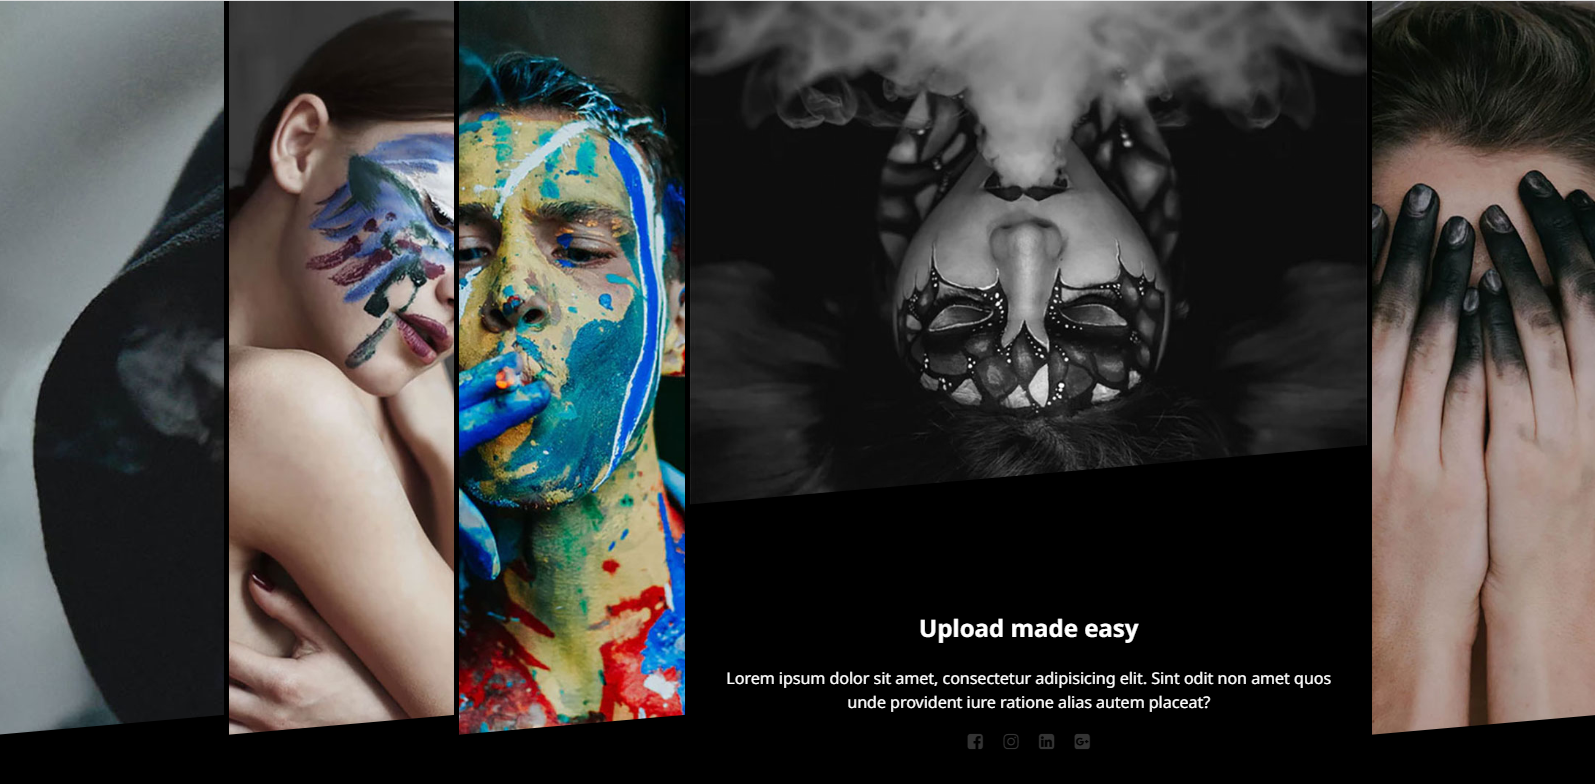 Upload made easy
Lorem ipsum dolor sit amet, consectetur adipisicing elit. Sint odit non amet quos
unde provident iure ratione alias autem placeat?